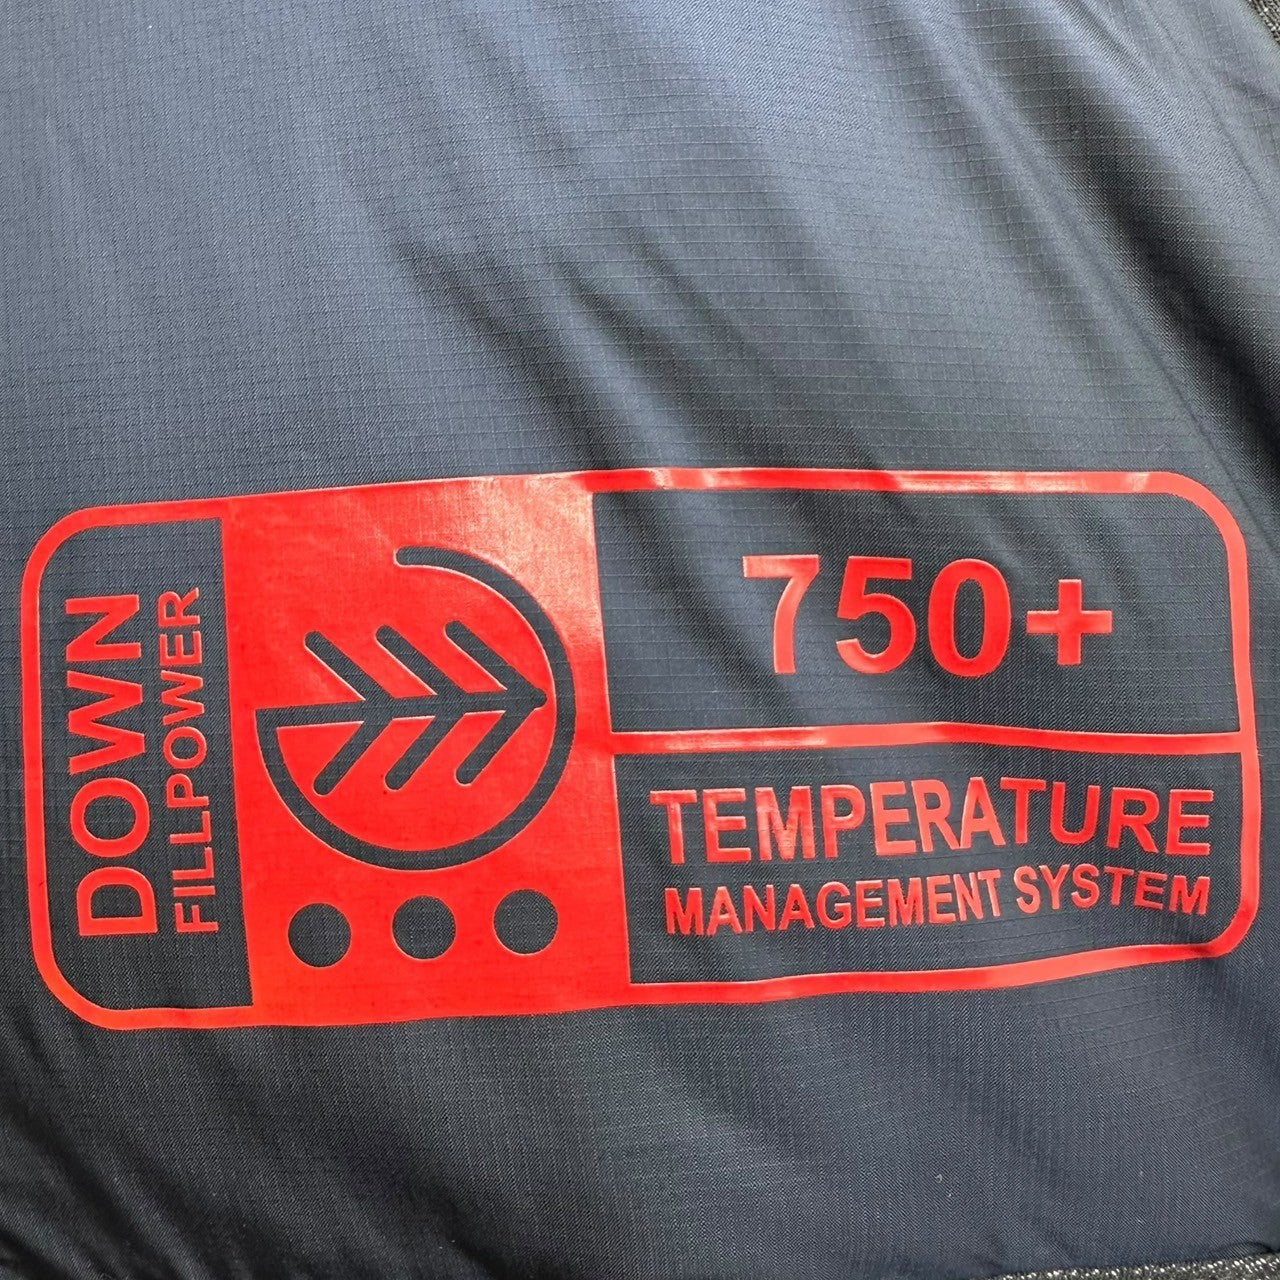 DOWN
FILLPOWER
750+
TEMPERATURE
MANAGEMENT SYSTEM